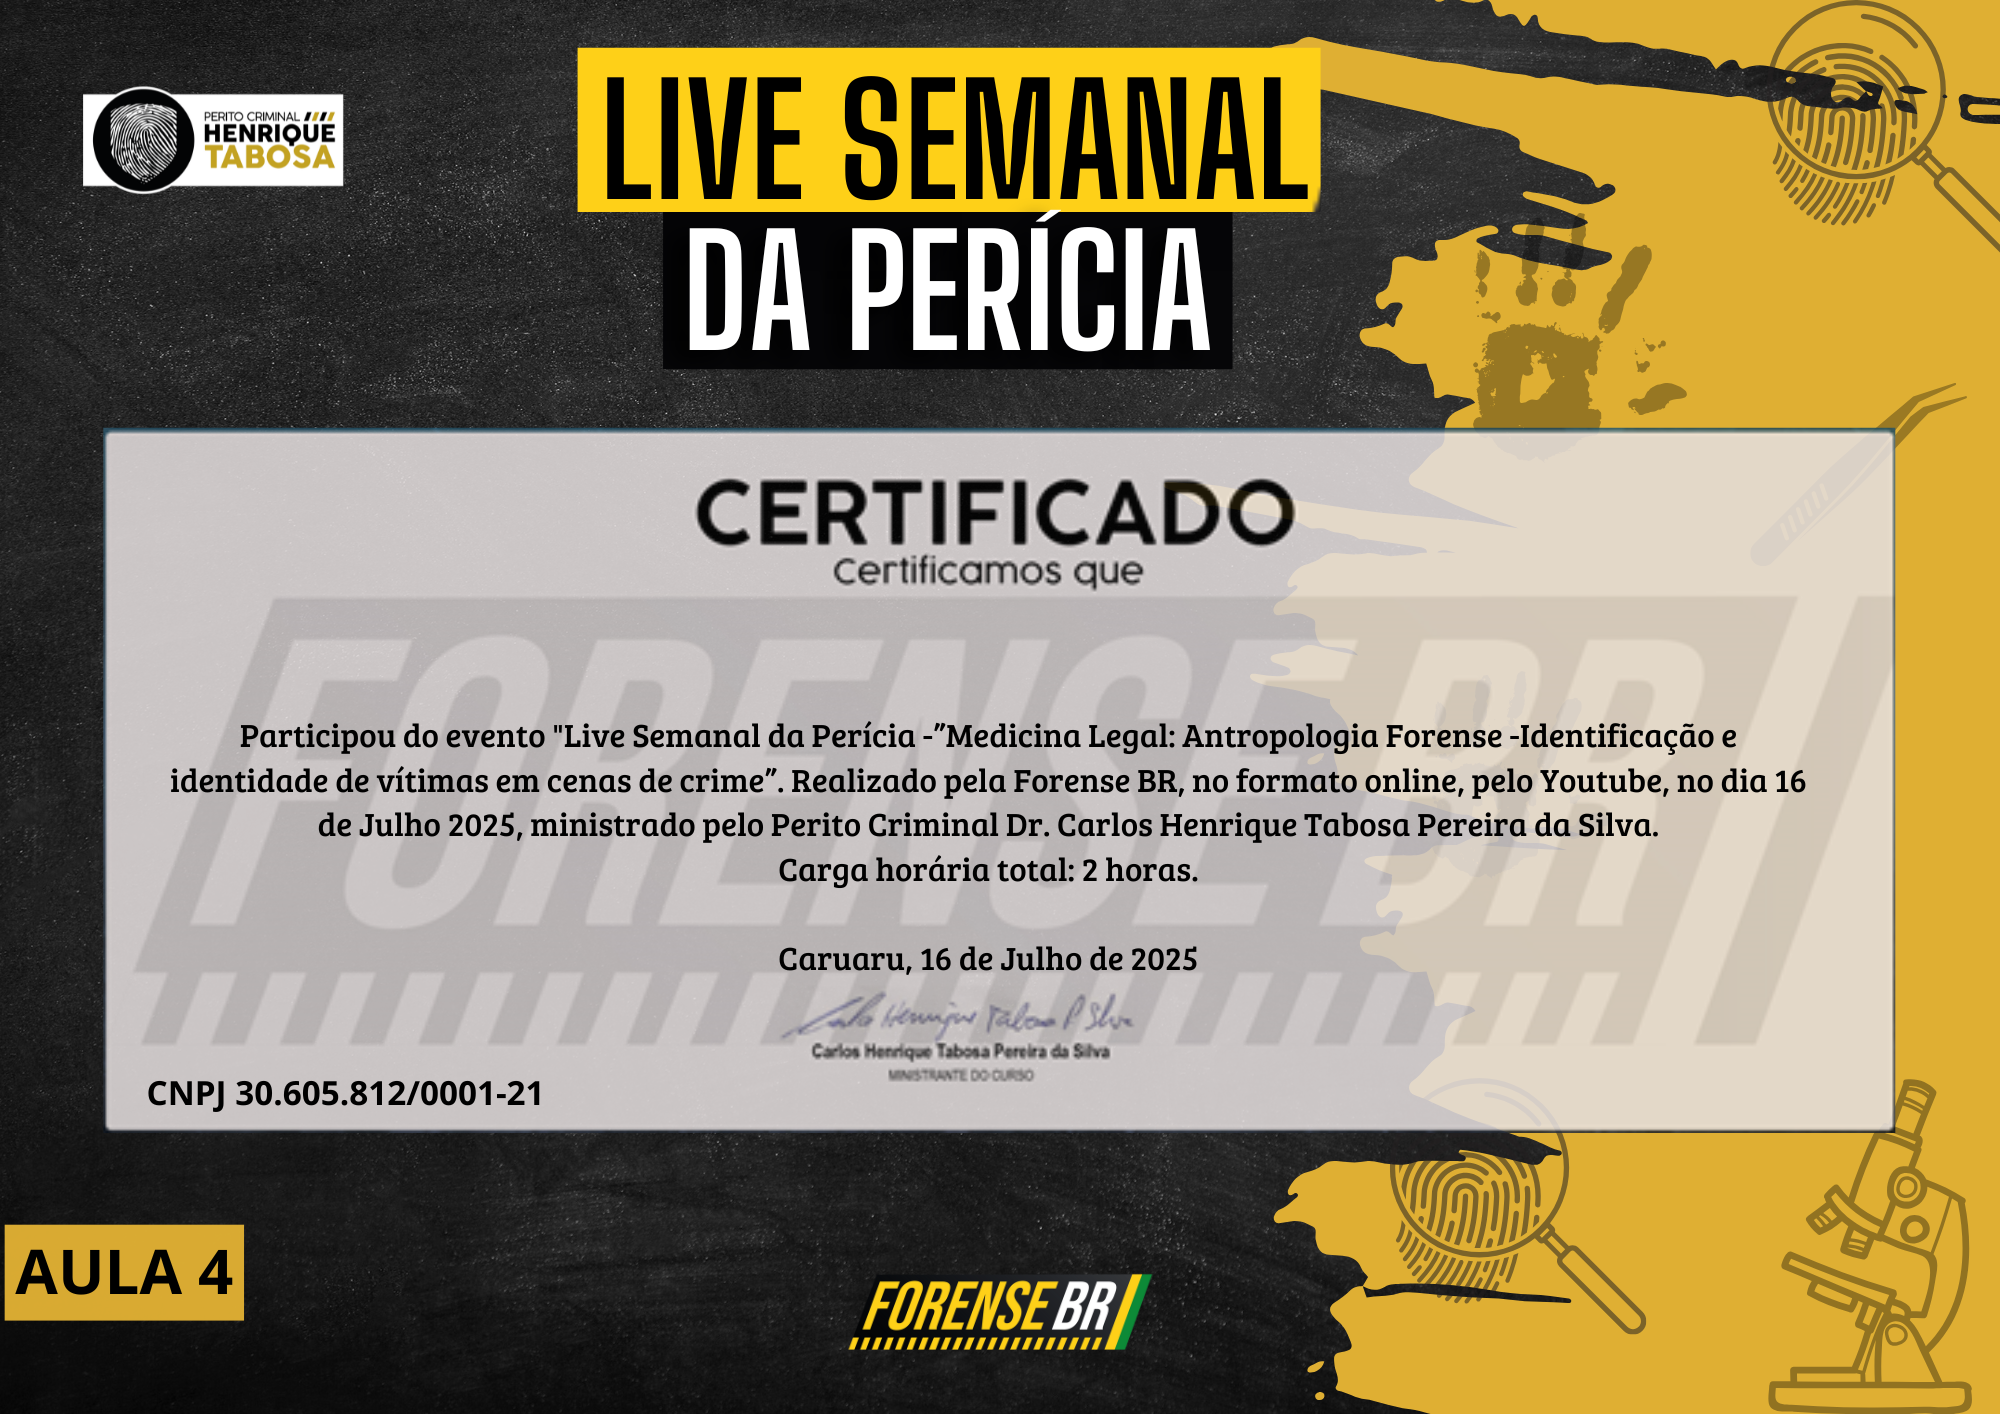 PERITO CRIMINAL
HENRIQUE
TABOSA
LIVE SEMANAL
DA PERÍCIA
CERTIFICADO
Certificamos que
FORENSE BR
Participou do evento "Live Semanal da Perícia -”Medicina Legal: Antropologia Forense -Identificação e
identidade de vítimas em cenas de crime”. Realizado pela Forense BR, no formato online, pelo Youtube, no dia 16
de Julho 2025, ministrado pelo Perito Criminal Dr. Carlos Henrique Tabosa Pereira da Silva.
Carga horária total: 2 horas.
Caruaru, 16 de Julho de 2025
Carlos Henrique Tabosa P Silva
Carlos Henrique Tabosa Pereira da Silva
MINISTRANTE DO CURSO
CNPJ 30.605.812/0001-21
AULA 4
FORENSE BR